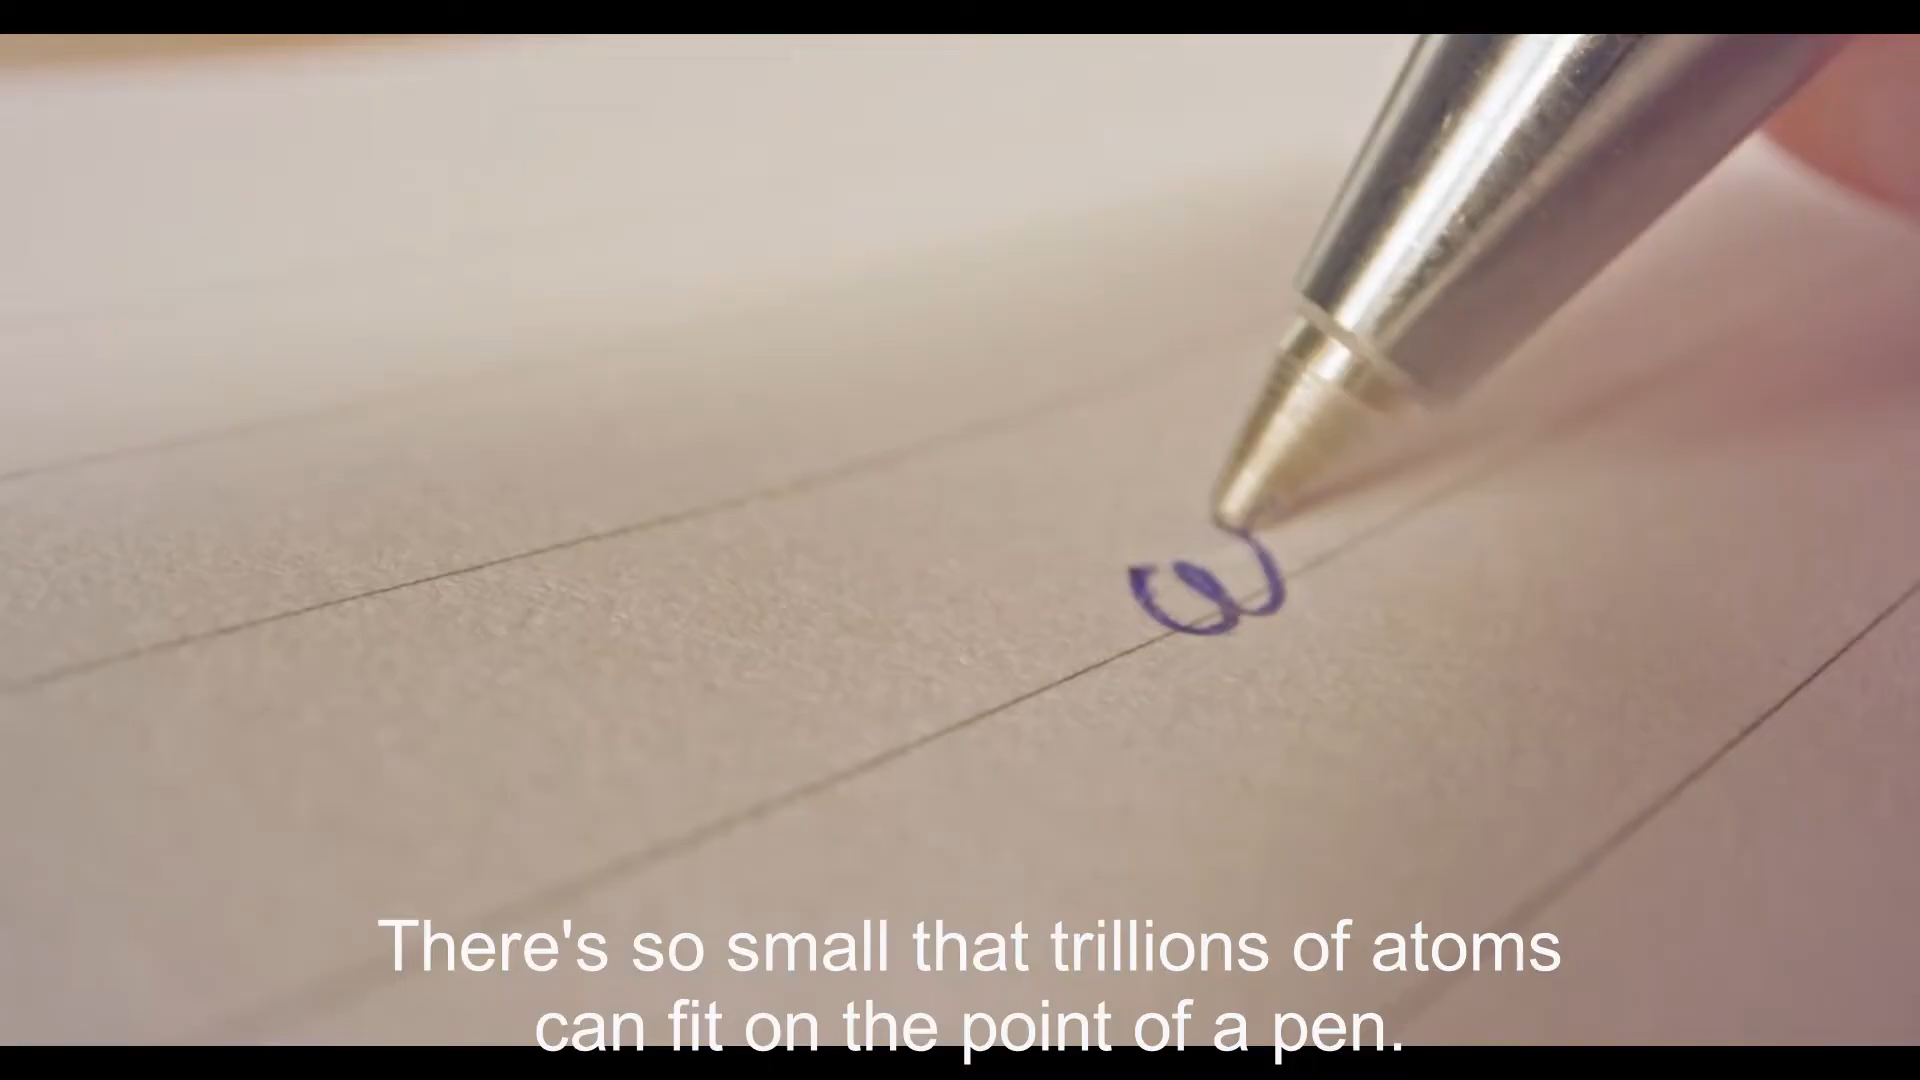 There's so small that trillions of atoms
can fit on the point of a pen.